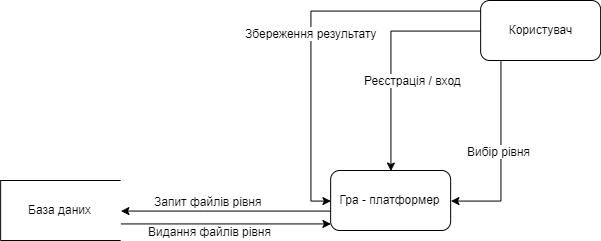 Збереження результату
Користувач
Реєстрація / вход
Вибір рівня
Гра - платформер
Запит файлів рівня
База даних
Видання файлів рівня